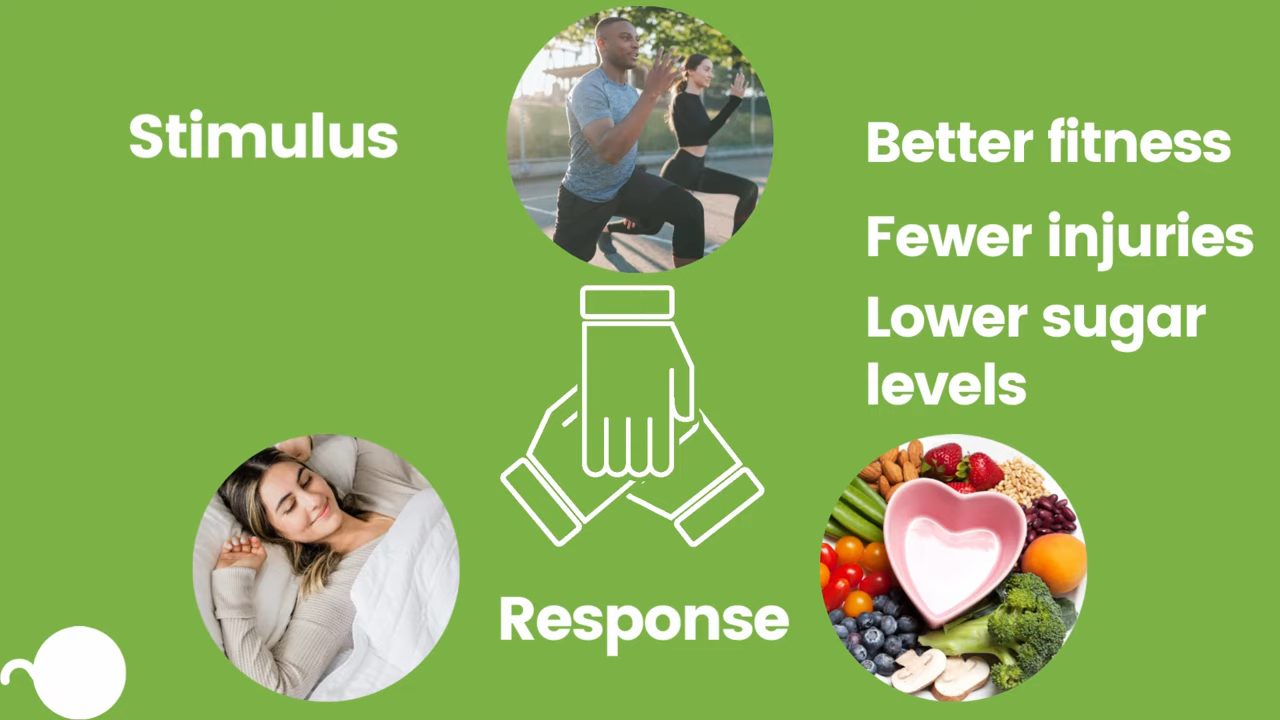 Stimulus
Better fitness
Fewer injuries
Lower sugar
levels
Response